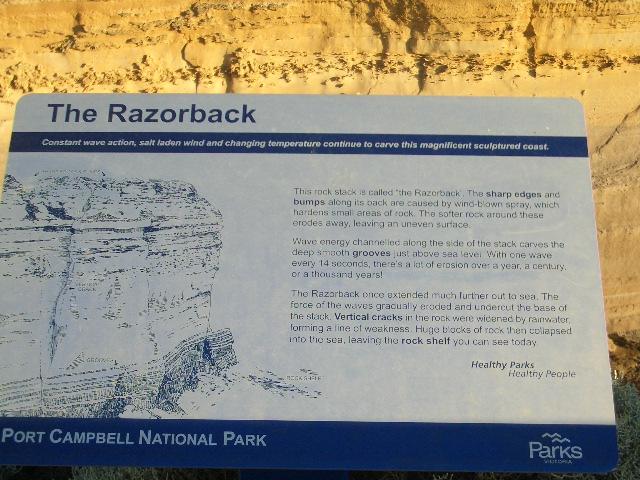 The Razorback
Constant wave action, salt laden wind and changing temperature continue to carve this magnificent sculptured coast.
This rock stack is called 'the Razorback'. The sharp edges and
bumps along its back are caused by wind-blown spray, which
hardens small areas of rock. The softer rock around these
erodes away, leaving an uneven surface.
Wave energy channelled along the side of the stack carves the
deep smooth grooves just above sea level. With one wave
every 14 seconds, there's a lot of erosion over a year, a century,
or a thousand years!
The Razorback once extended much further out to sea. The
force of the waves gradually eroded and undercut the base of
the stack. Vertical cracks in the rock were widened by rainwater,
forming a line of weakness. Huge blocks of rock then collapsed
into the sea, leaving the rock shelf you can see today.
Healthy Parks
Healthy People
VERTICAL
CRACK
GROOVES
ROCK SHELF
PORT CAMPBELL NATIONAL PARK
Parks
VICTORIA